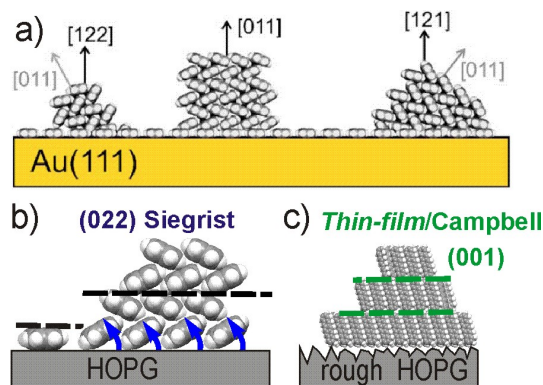 a)
[122]
[011]
[011]
[121]
[011]
Au(111)
b)
(022) Siegrist
HOPG
c)
Thin-film/Campbell
(001)
rough HOPG